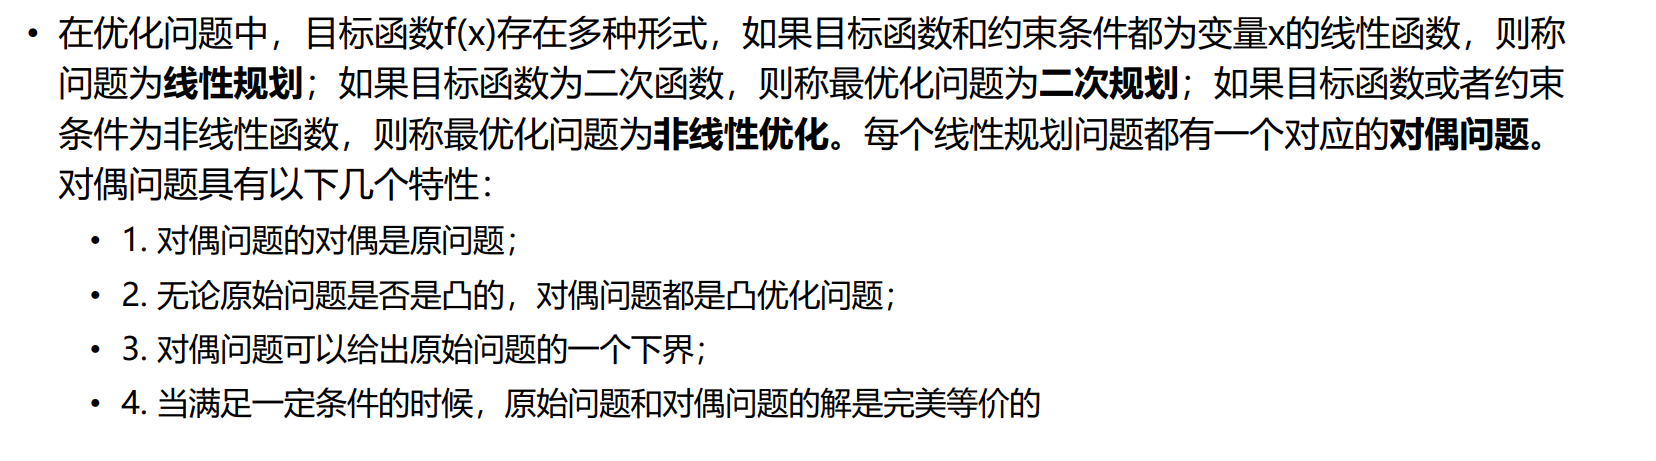 • 在优化问题中，目标函数f(x)存在多种形式，如果目标函数和约束条件都为变量x的线性函数，则称
问题为线性规划；如果目标函数为二次函数，则称最优化问题为二次规划；如果目标函数或者约束
条件为非线性函数，则称最优化问题为非线性优化。每个线性规划问题都有一个对应的对偶问题。
对偶问题具有以下几个特性：
• 1. 对偶问题的对偶是原问题；
• 2. 无论原始问题是否是凸的，对偶问题都是凸优化问题；
• 3. 对偶问题可以给出原始问题的一个下界；
• 4. 当满足一定条件的时候，原始问题和对偶问题的解是完美等价的